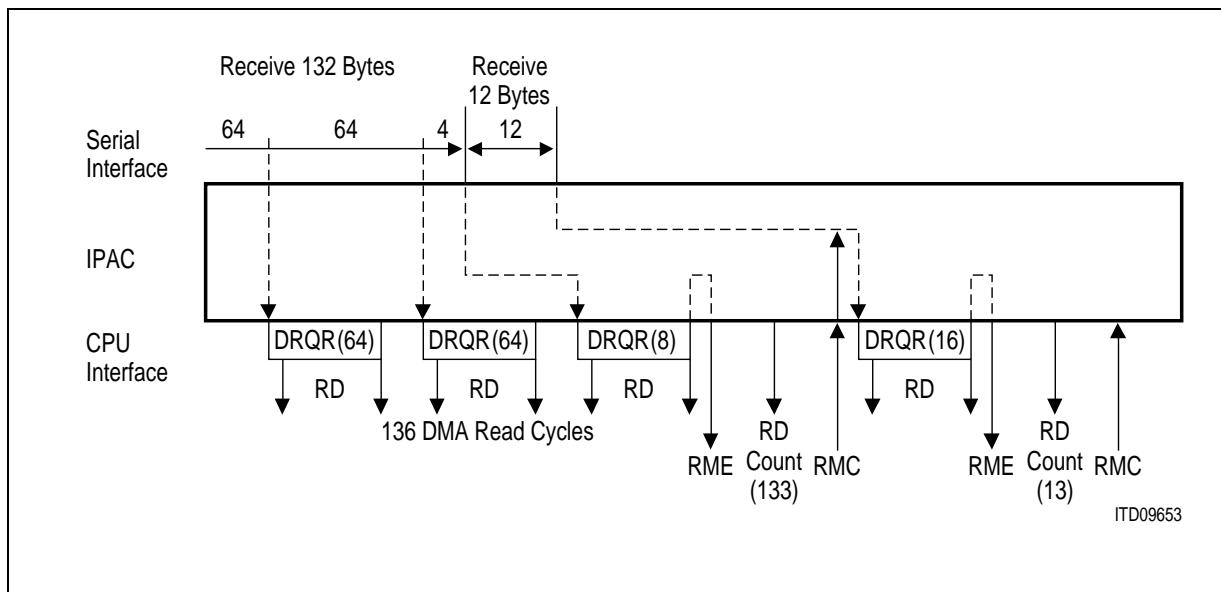 Receive 132 Bytes
Receive
12 Bytes
64 64 4 12
Serial
Interface
IPAC
CPU
Interface
DRQR(64) DRQR(64) DRQR(8) DRQR(16)
RD RD RD RD
136 DMA Read Cycles
RME RD
Count
(133) RMC RME RD
Count
(13) RMC
ITD09653